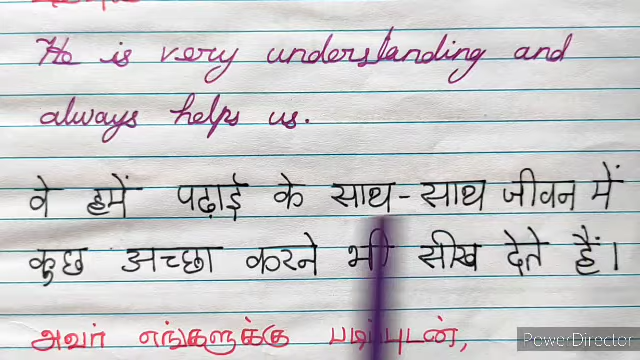 He is very understanding and
always helps us.
वे हमें पढ़ाई के साथ-साथ जीवन में
कुछ अच्छा करने भी सीख देते हैं।
அவர் எங்களுக்கு படிப்புடன்,
PowerDirector